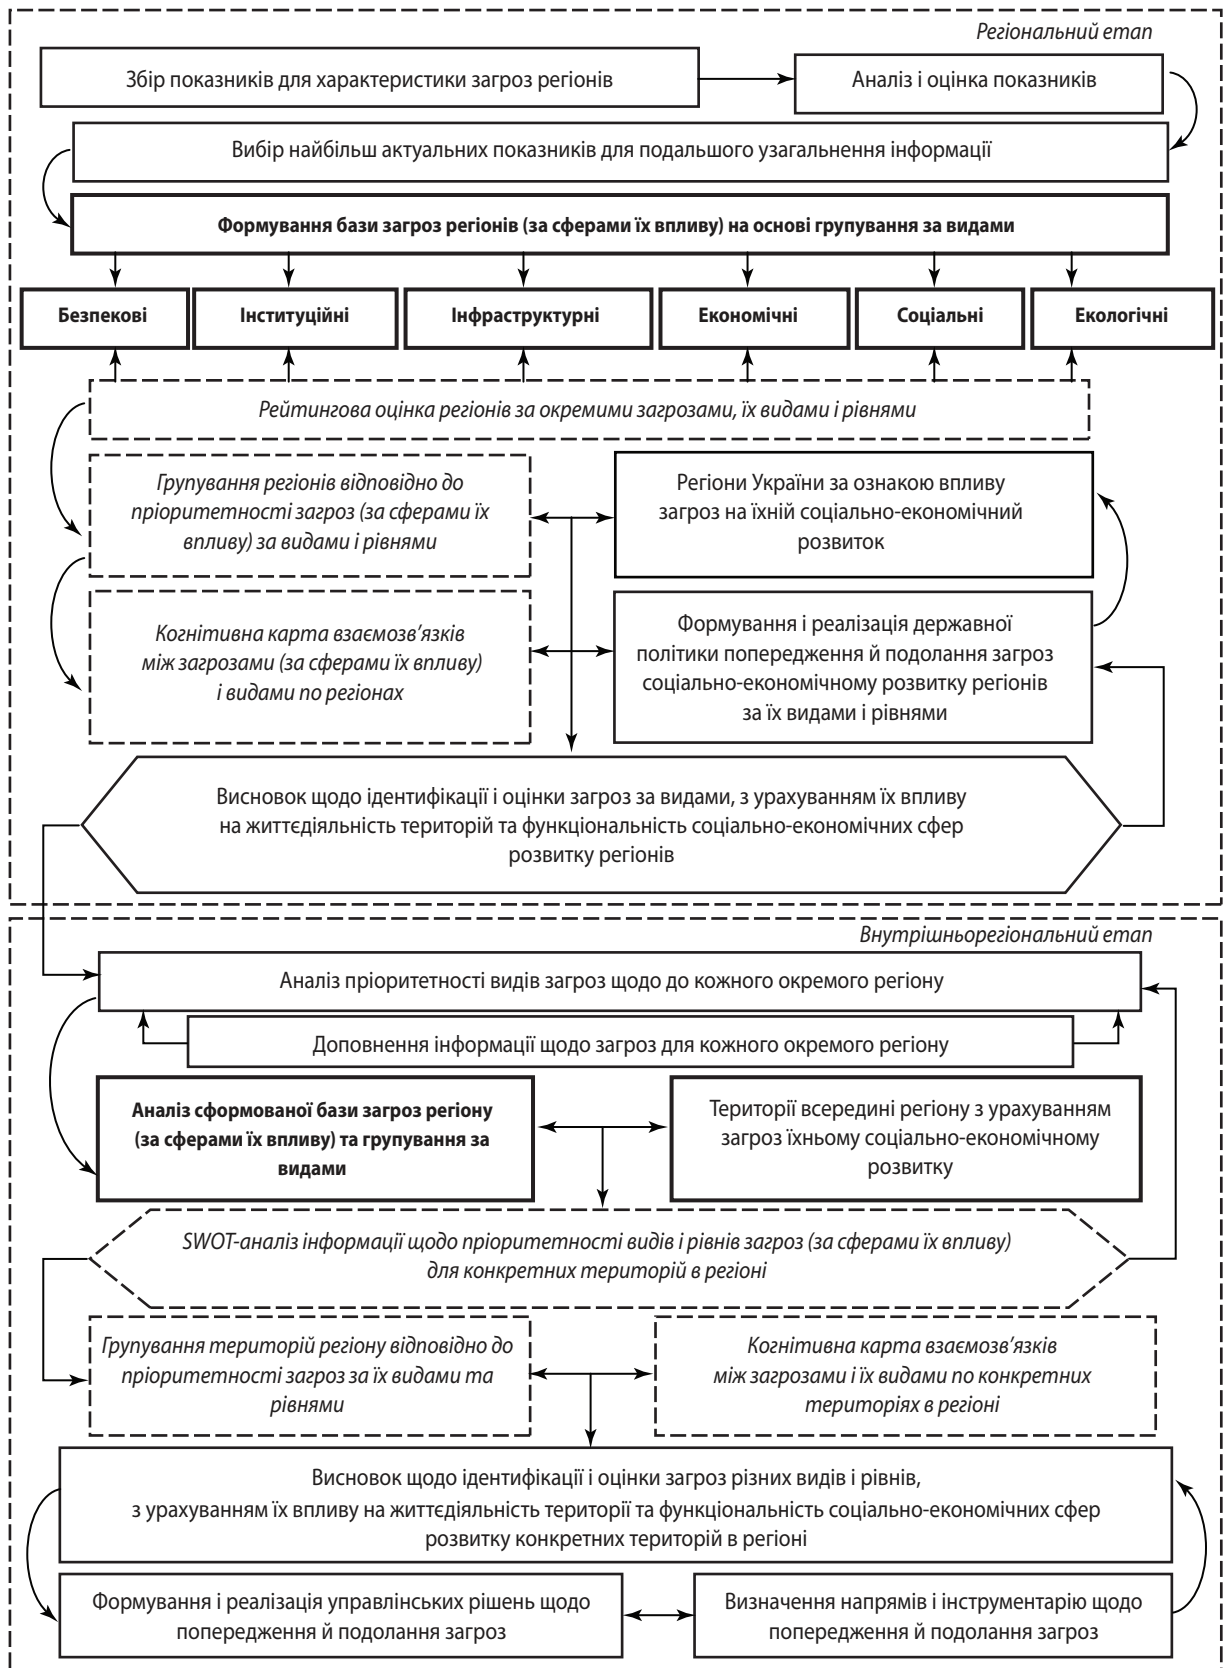 Регіональний етап
Збір показників для характеристики загроз регіонів
Аналіз і оцінка показників
Вибір найбільш актуальних показників для подальшого узагальнення інформації
Формування бази загроз регіонів (за сферами їх впливу) на основі групування за видами
Безпекові
Інституційні
Інфраструктурні
Економічні
Соціальні
Екологічні
Рейтингова оцінка регіонів за окремими загрозами, їх видами і рівнями
Групування регіонів відповідно до
пріоритетності загроз (за сферами їх
впливу) за видами і рівнями
Регіони України за ознакою впливу
загроз на їхній соціально-економічний
розвиток
Когнітивна карта взаємозв’язків
між загрозами (за сферами їх впливу)
і видами по регіонах
Формування і реалізація державної
політики попередження й подолання загроз
соціально-економічному розвитку регіонів
за їх видами і рівнями
Висновок щодо ідентифікації і оцінки загроз за видами, з урахуванням їх впливу
на життєдіяльність територій та функціональність соціально-економічних сфер
розвитку регіонів
Внутрішньорегіональний етап
Аналіз пріоритетності видів загроз щодо до кожного окремого регіону
Доповнення інформації щодо загроз для кожного окремого регіону
Аналіз сформованої бази загроз регіону
(за сферами їх впливу) та групування за
видами
Території всередині регіону з урахуванням
загроз їхньому соціально-економічному
розвитку
SWOT-аналіз інформації щодо пріоритетності видів і рівнів загроз (за сферами їх впливу)
для конкретних територій в регіоні
Групування територій регіону відповідно до
пріоритетності загроз за їх видами та
рівнями
Когнітивна карта взаємозв’язків
між загрозами і їх видами по конкретних
територіях в регіоні
Висновок щодо ідентифікації і оцінки загроз різних видів і рівнів,
з урахуванням їх впливу на життєдіяльність території та функціональність соціально-економічних сфер
розвитку конкретних територій в регіоні
Формування і реалізація управлінських рішень щодо
попередження й подолання загроз
Визначення напрямів і інструментарію щодо
попередження й подолання загроз